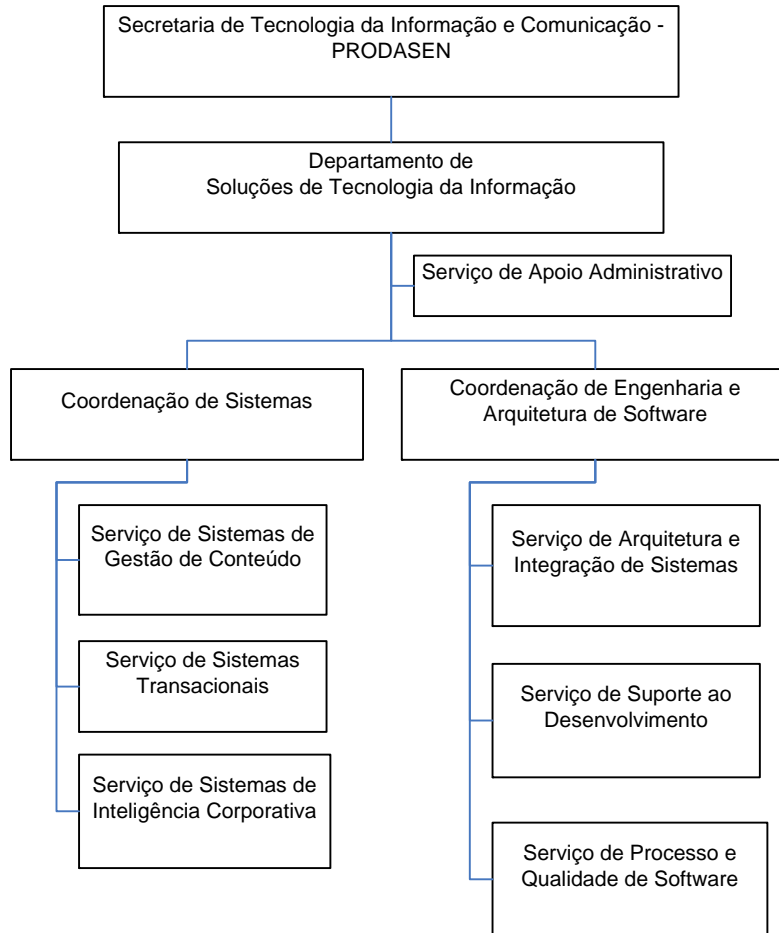 Secretaria de Tecnologia da Informação e Comunicação -
PRODASEN
Departamento de
Soluções de Tecnologia da Informação
Serviço de Apoio Administrativo
Coordenação de Sistemas
Coordenação de Engenharia e
Arquitetura de Software
Serviço de Sistemas de
Gestão de Conteúdo
Serviço de Sistemas
Transacionais
Serviço de Sistemas de
Inteligência Corporativa
Serviço de Arquitetura e
Integração de Sistemas
Serviço de Suporte ao
Desenvolvimento
Serviço de Processo e
Qualidade de Software